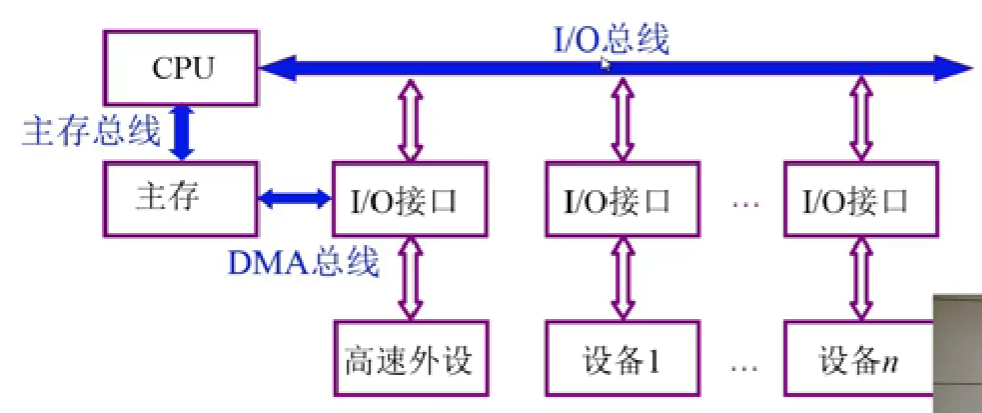 I/O总线
CPU
主存总线
主存
I/O接口
I/O接口
...
I/O接口
DMA总线
高速外设
设备1
...
设备n